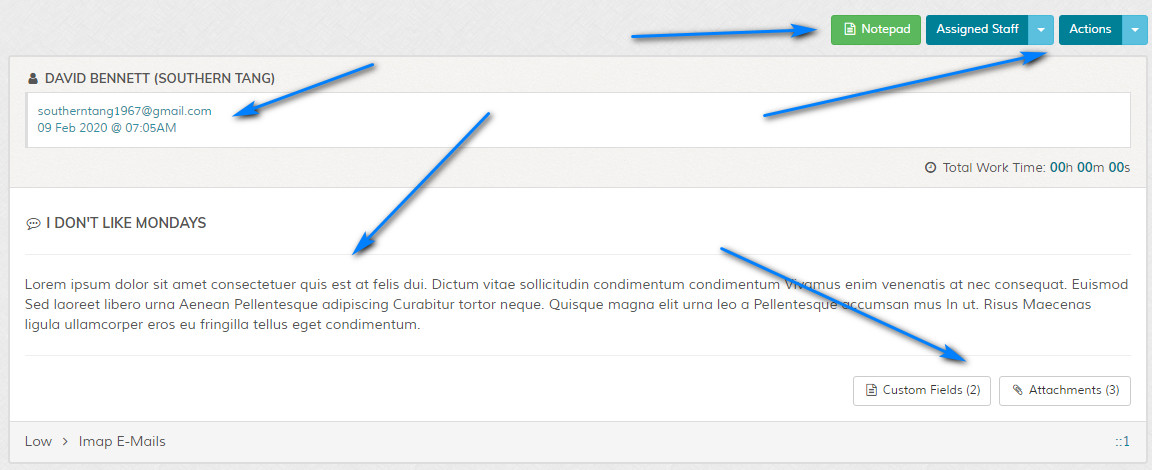 Notepad Assigned Staff Actions
DAVID BENNETT (SOUTHERN TANG)
southerntang1967@gmail.com
09 Feb 2020 @ 07:05AM
Total Work Time: 00h 00m 00s
I DON'T LIKE MONDAYS
Lorem ipsum dolor sit amet consectetuer quis est at felis dui. Dictum vitae sollicitudin condimentum condimentum Vivamus enim venenatis at nec consequat. Euismod
Sed laoreet libero urna Aenean Pellentesque adipiscing Curabitur tortor neque. Quisque magna elit urna leo a Pellentesque accumsan mus In ut. Risus Maecenas
ligula ullamcorper eros eu fringilla tellus eget condimentum.
Custom Fields (2) Attachments (3)
Low > Imap E-Mails ::1